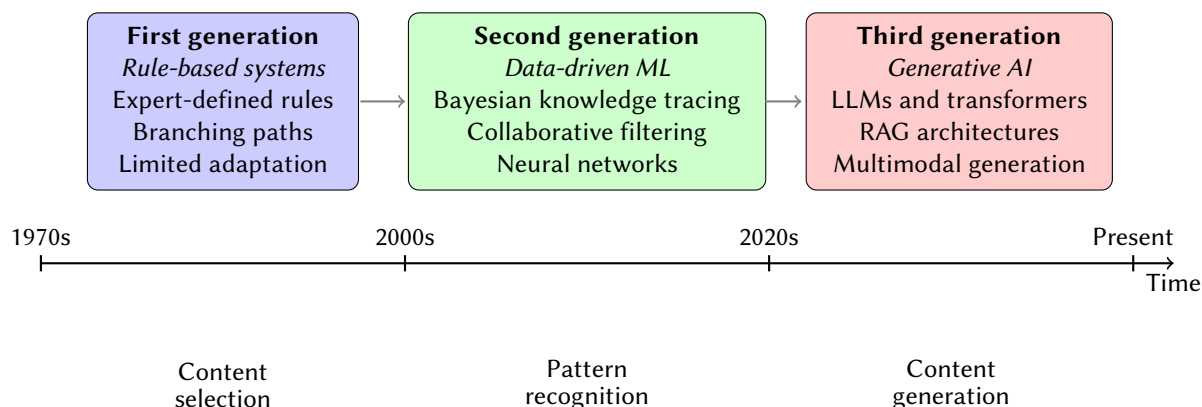 First generation
Rule-based systems
Expert-defined rules
Branching paths
Limited adaptation
Second generation
Data-driven ML
Bayesian knowledge tracing
Collaborative filtering
Neural networks
Third generation
Generative AI
LLMs and transformers
RAG architectures
Multimodal generation
1970s
2000s
2020s
Present
Time
Content
selection
Pattern
recognition
Content
generation